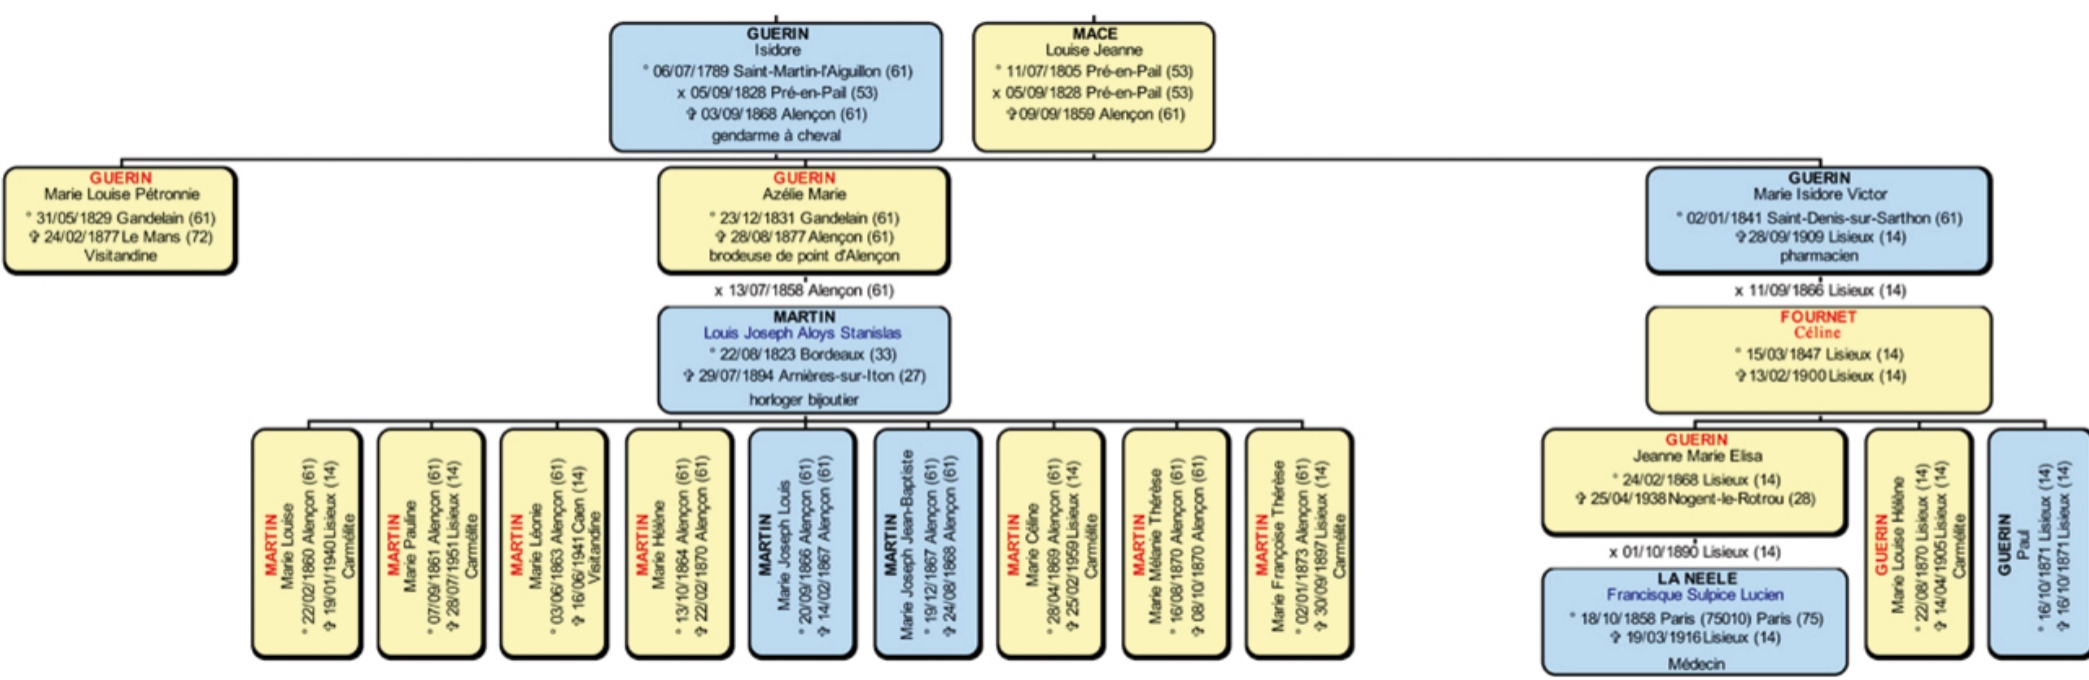 GUERIN
Isidore
° 06/07/1789 Saint-Martin-l'Aiguillon (61)
x 05/09/1828 Pré-en-Pail (53)
✞ 03/09/1868 Alençon (61)
gendarme à cheval
MACE
Louise Jeanne
° 11/07/1805 Pré-en-Pail (53)
x 05/09/1828 Pré-en-Pail (53)
✞ 09/09/1859 Alençon (61)
GUERIN
Marie Louise Pétronnie
° 31/05/1829 Gandelain (61)
✞ 24/02/1877 Le Mans (72)
Visitandine
GUERIN
Azélie Marie
° 23/12/1831 Gandelain (61)
✞ 28/08/1877 Alençon (61)
brodeuse de point d'Alençon
x 13/07/1858 Alençon (61)
MARTIN
Louis Joseph Aloys Stanislas
° 22/08/1823 Bordeaux (33)
✞ 29/07/1894 Arnières-sur-Iton (27)
horloger bijoutier
GUERIN
Marie Isidore Victor
° 02/01/1841 Saint-Denis-sur-Sarthon (61)
✞ 28/09/1909 Lisieux (14)
pharmacien
x 11/09/1866 Lisieux (14)
FOURNET
Céline
° 15/03/1847 Lisieux (14)
✞ 13/02/1900 Lisieux (14)
MARTIN
Marie Louise
° 22/02/1860 Alençon (61)
✞ 19/01/1940 Lisieux (14)
Carmélite
MARTIN
Marie Pauline
° 07/09/1861 Alençon (61)
✞ 28/07/1951 Lisieux (14)
Carmélite
MARTIN
Marie Léonie
° 03/06/1863 Alençon (61)
✞ 16/06/1941 Caen (14)
Visitandine
MARTIN
Marie Hélène
° 13/10/1864 Alençon (61)
✞ 22/02/1870 Alençon (61)
MARTIN
Marie Joseph Louis
° 20/09/1866 Alençon (61)
✞ 14/02/1867 Alençon (61)
MARTIN
Marie Joseph Jean-Baptiste
° 19/12/1867 Alençon (61)
✞ 24/08/1868 Alençon (61)
MARTIN
Marie Céline
° 28/04/1869 Alençon (61)
✞ 25/02/1959 Lisieux (14)
Carmélite
MARTIN
Marie Mélanie Thérèse
° 16/08/1870 Alençon (61)
✞ 08/10/1870 Alençon (61)
MARTIN
Marie Françoise Thérèse
° 02/01/1873 Alençon (61)
✞ 30/09/1897 Lisieux (14)
Carmélite
GUERIN
Jeanne Marie Elisa
° 24/02/1868 Lisieux (14)
✞ 25/04/1938 Nogent-le-Rotrou (28)
x 01/10/1890 Lisieux (14)
LA NEELE
Francisque Sulpice Lucien
° 18/10/1858 Paris (75010) Paris (75)
✞ 19/03/1916 Lisieux (14)
Médecin
GUERIN
Marie Louise Hélène
° 22/08/1870 Lisieux (14)
✞ 14/04/1905 Lisieux (14)
Carmélite
GUERIN
Paul
° 16/10/1871 Lisieux (14)
✞ 16/10/1871 Lisieux (14)